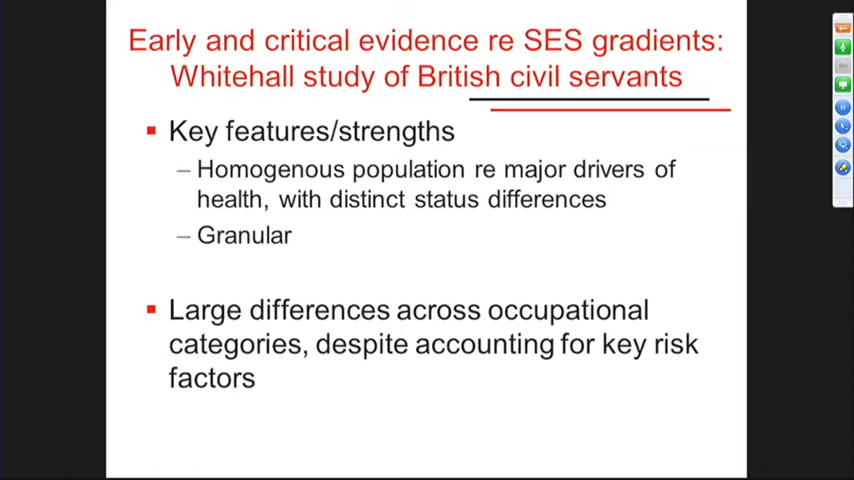 Early and critical evidence re SES gradients:
Whitehall study of British civil servants
▪ Key features/strengths
– Homogenous population re major drivers of
health, with distinct status differences
– Granular
▪ Large differences across occupational
categories, despite accounting for key risk
factors